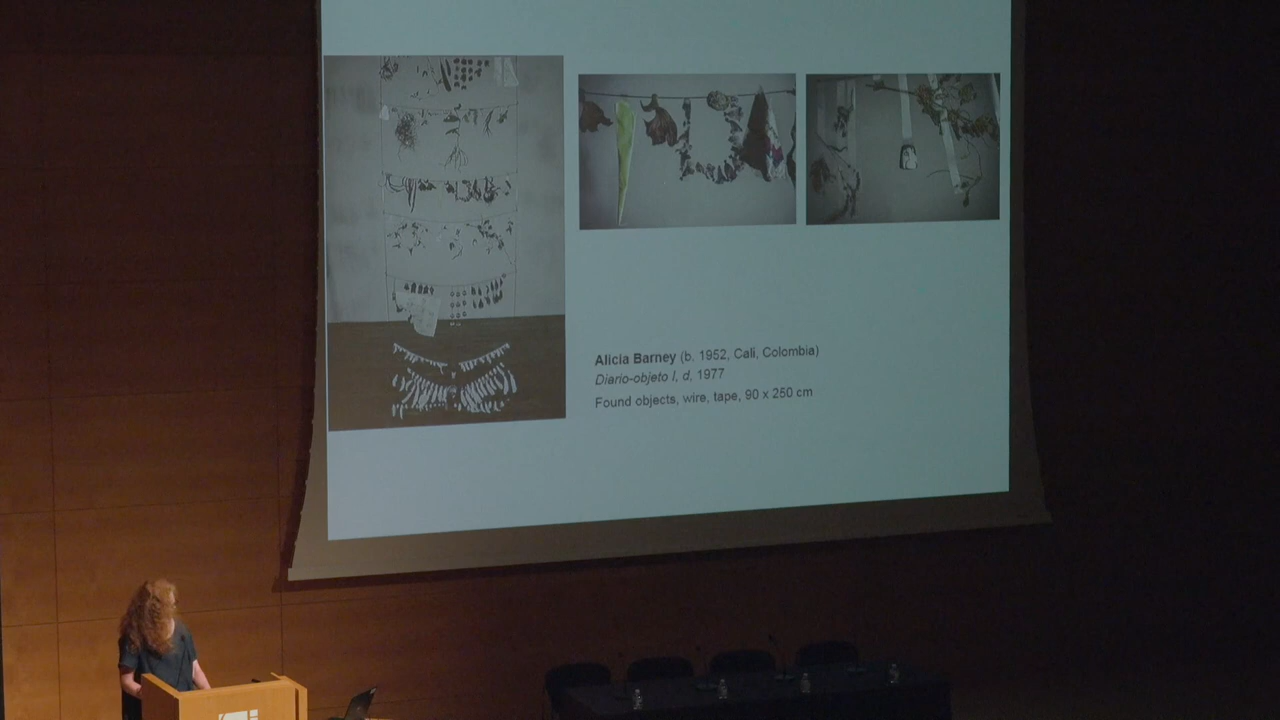 Alicia Barney (b. 1952, Cali, Colombia)
Diario-objeto I, d, 1977
Found objects, wire, tape, 90 x 250 cm